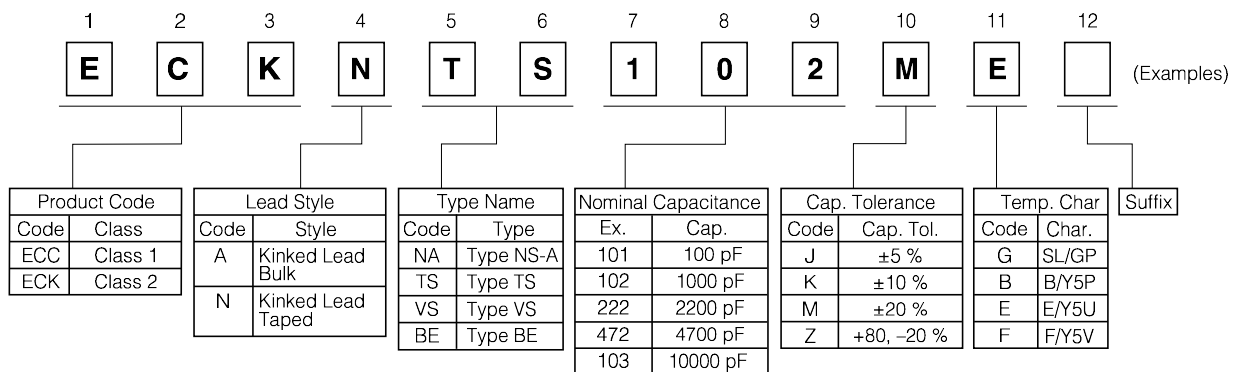 1 2 3 4 5 6 7 8 9 10 11 12
E C K N T S 1 0 2 M E (Examples)
Product Code
Code Class
ECC Class 1
ECK Class 2
Lead Style
Code Style
A Kinked Lead
Bulk
N Kinked Lead
Taped
Type Name
Code Type
NA Type NS-A
TS Type TS
VS Type VS
BE Type BE
Nominal Capacitance
Ex. Cap.
101 100 pF
102 1000 pF
222 2200 pF
472 4700 pF
103 10000 pF
Cap. Tolerance
Code Cap. Tol.
J ±5 %
K ±10 %
M ±20 %
Z +80, –20 %
Temp. Char
Code Char.
G SL/GP
B B/Y5P
E E/Y5U
F F/Y5V
Suffix